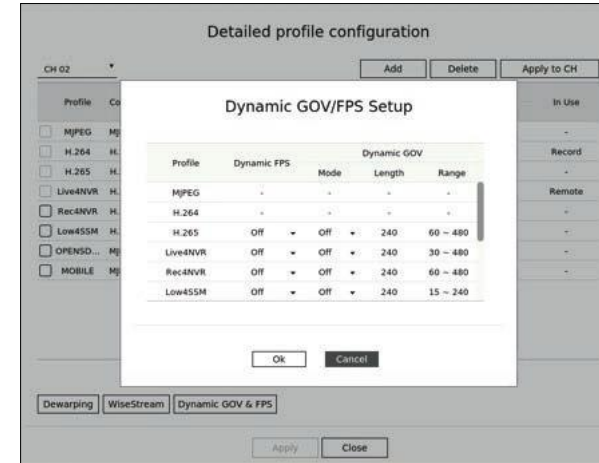 Detailed profile configuration
CH 02 Add Delete Apply to CH
Profile Co In Use
Dynamic GOV/FPS Setup
MJPEG MJ -
H.264 H. Record
H.265 H. -
Live4NVR H. Remote
Rec4NVR H. -
Low4SSM H. -
OPENSD... MJ -
MOBILE MJ -
Profile Dynamic FPS Dynamic GOV
Mode Length Range
MJPEG - - - -
H.264 - - - -
H.265 Off Off 240 60 ~ 480
Live4NVR Off Off 240 30 ~ 480
Rec4NVR Off Off 240 60 ~ 480
Low4SSM Off Off 240 15 ~ 240
Ok Cancel
Dewarping WiseStream Dynamic GOV & FPS
Apply Close